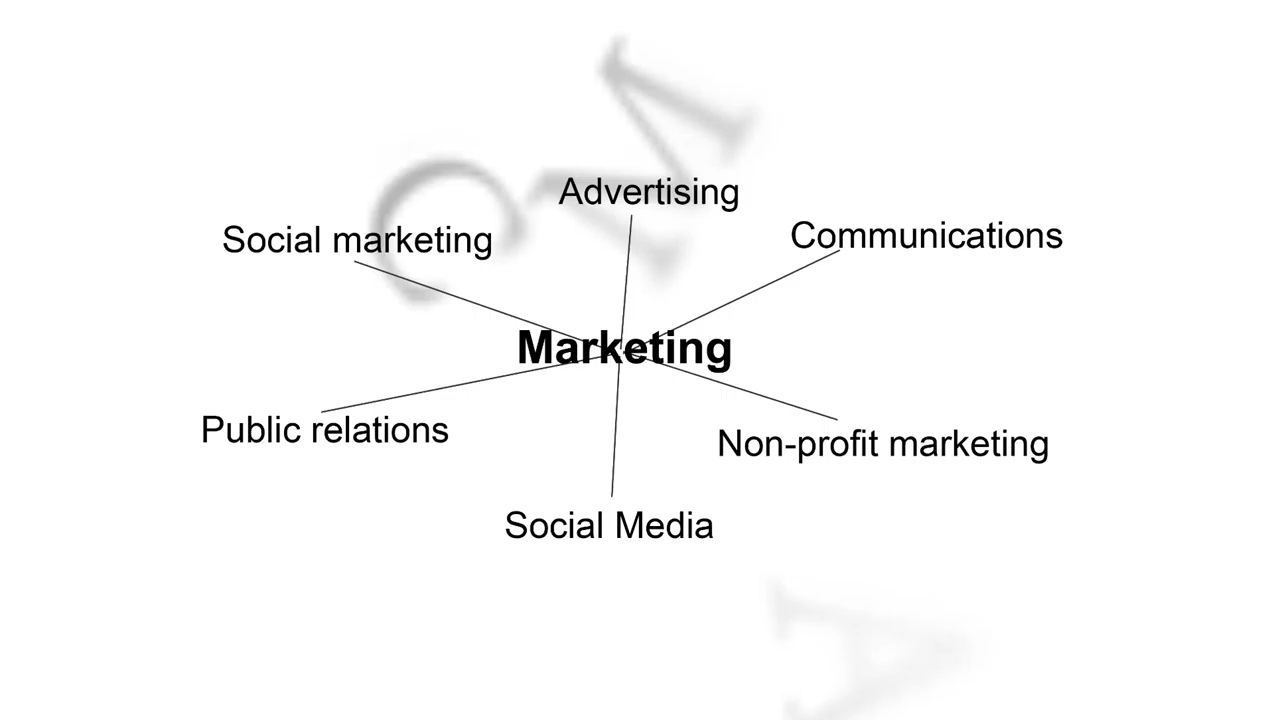 Advertising
Communications
Social marketing
Marketing
Public relations
Non-profit marketing
Social Media
C
M
A